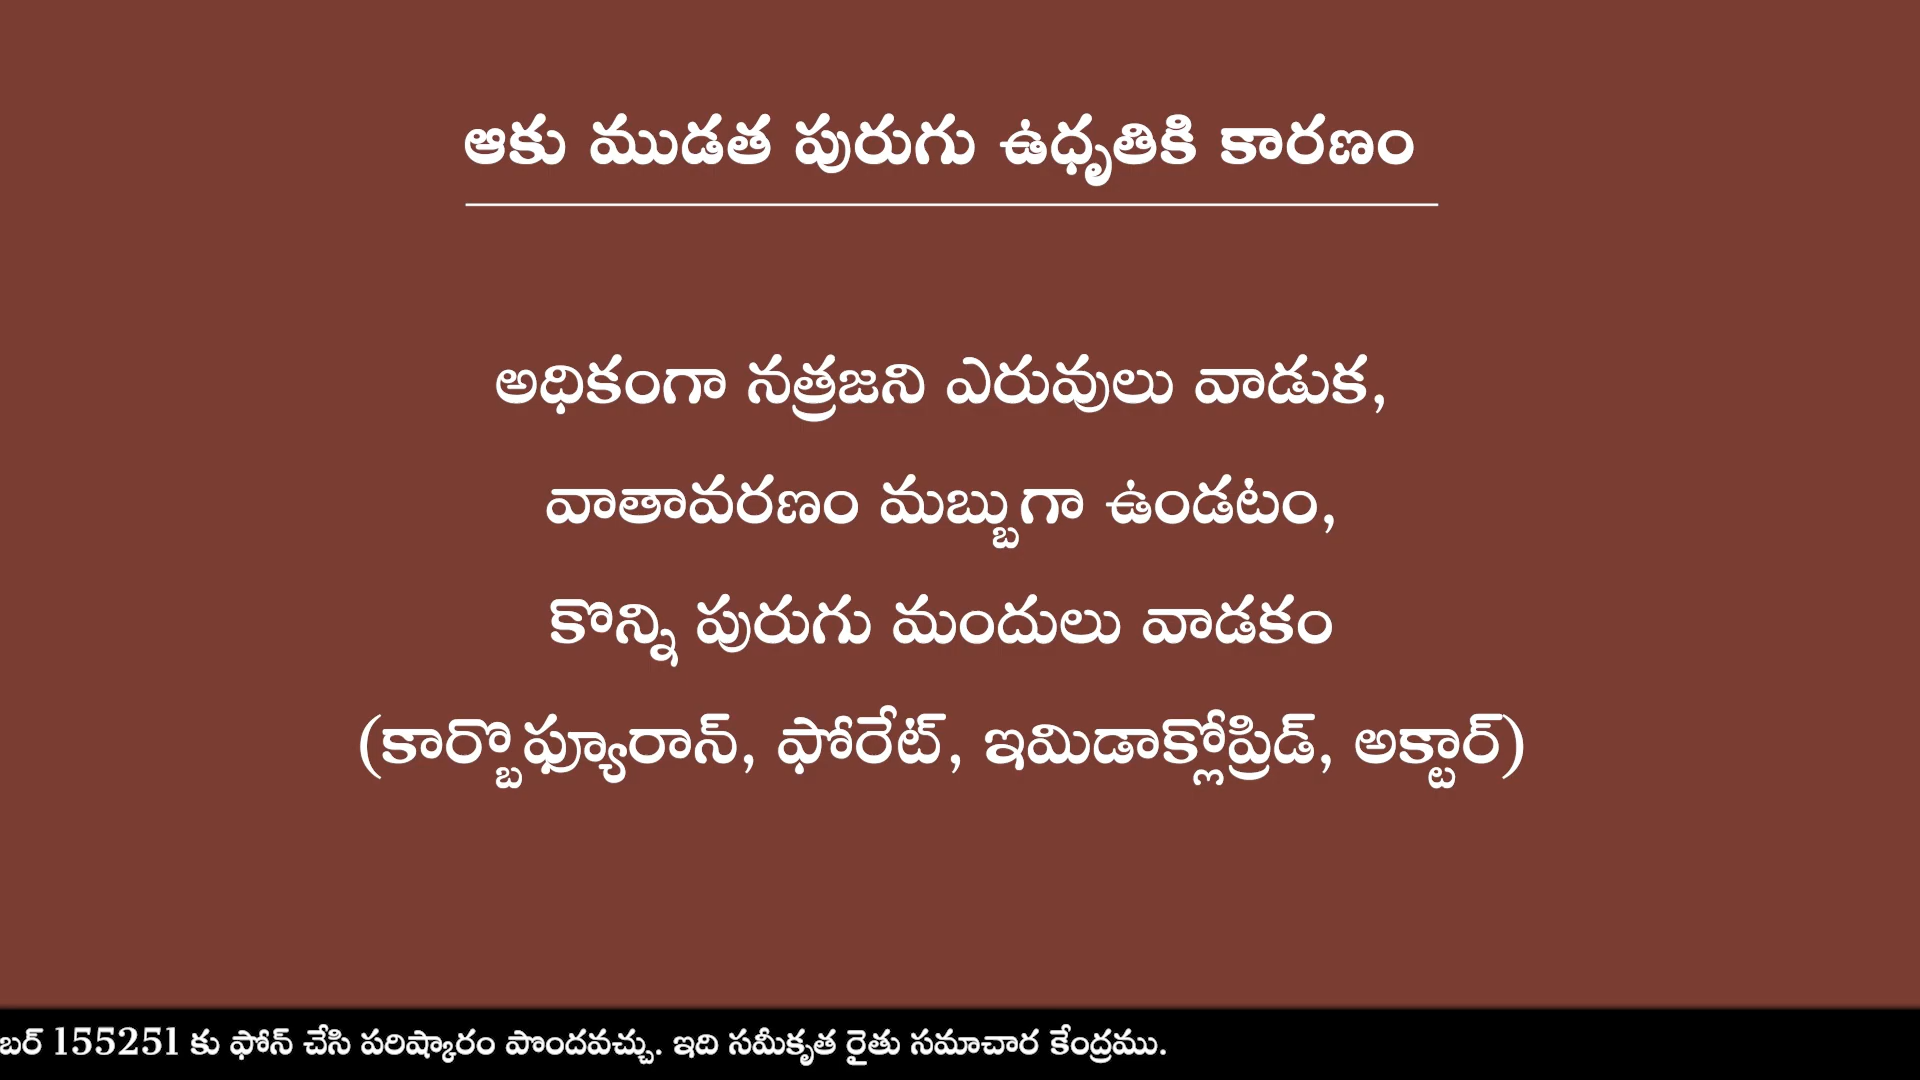 ఆకు ముడత పురుగు ఉధృతికి కారణం
అధికంగా నత్రజని ఎరువులు వాడుక,
వాతావరణం మబ్బుగా ఉండటం,
కొన్ని పురుగు మందులు వాడకం
(కార్బొఫ్యూరాన్, ఫోరేట్, ఇమిడాక్లోప్రిడ్, అక్టార్)
బర్ 155251 కు ఫోన్ చేసి పరిష్కారం పొందవచ్చు. ఇది సమీకృత రైతు సమాచార కేంద్రము.